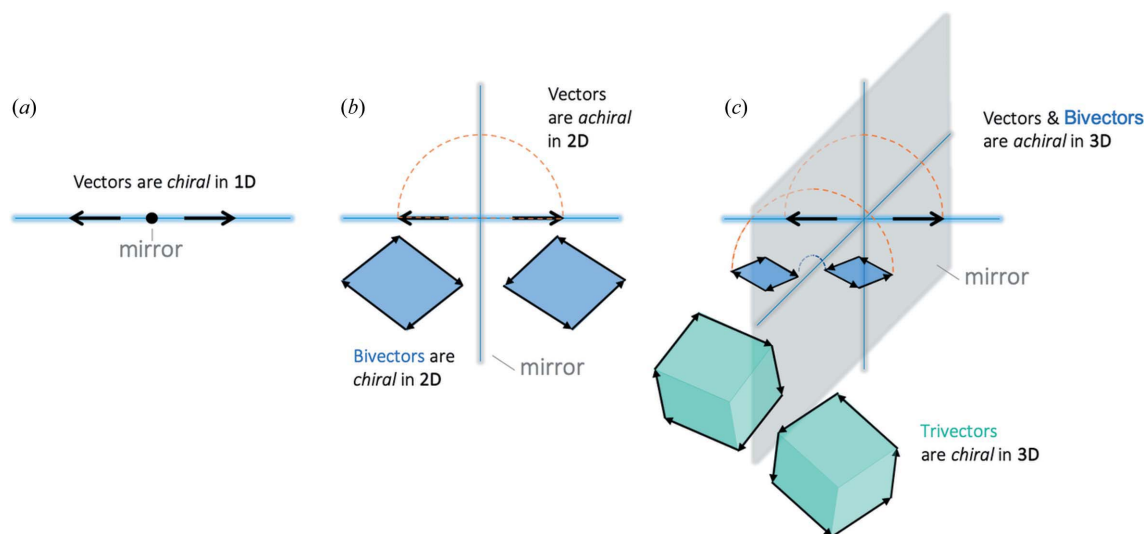 (a)
Vectors are chiral in 1D
mirror
(b)
Vectors
are achiral
in 2D
Bivectors are
chiral in 2D
mirror
(c)
Vectors & Bivectors
are achiral in 3D
mirror
Trivectors
are chiral in 3D